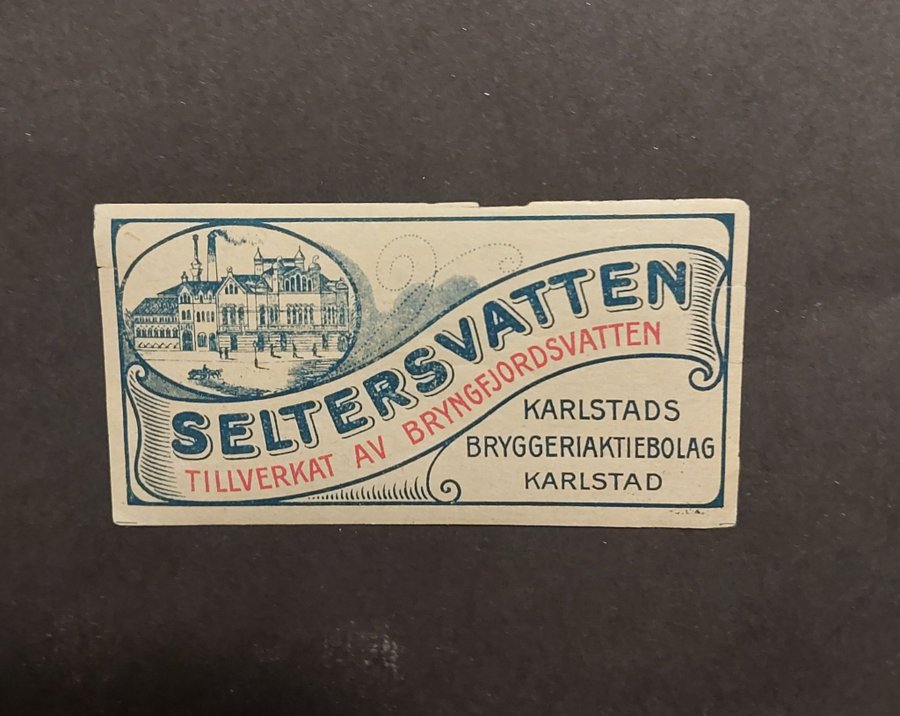 SELTERSVATTEN
TILLVERKAT AV BRYNGFJORDSVATTEN
KARLSTADS
BRYGGERIAKTIEBOLAG
KARLSTAD